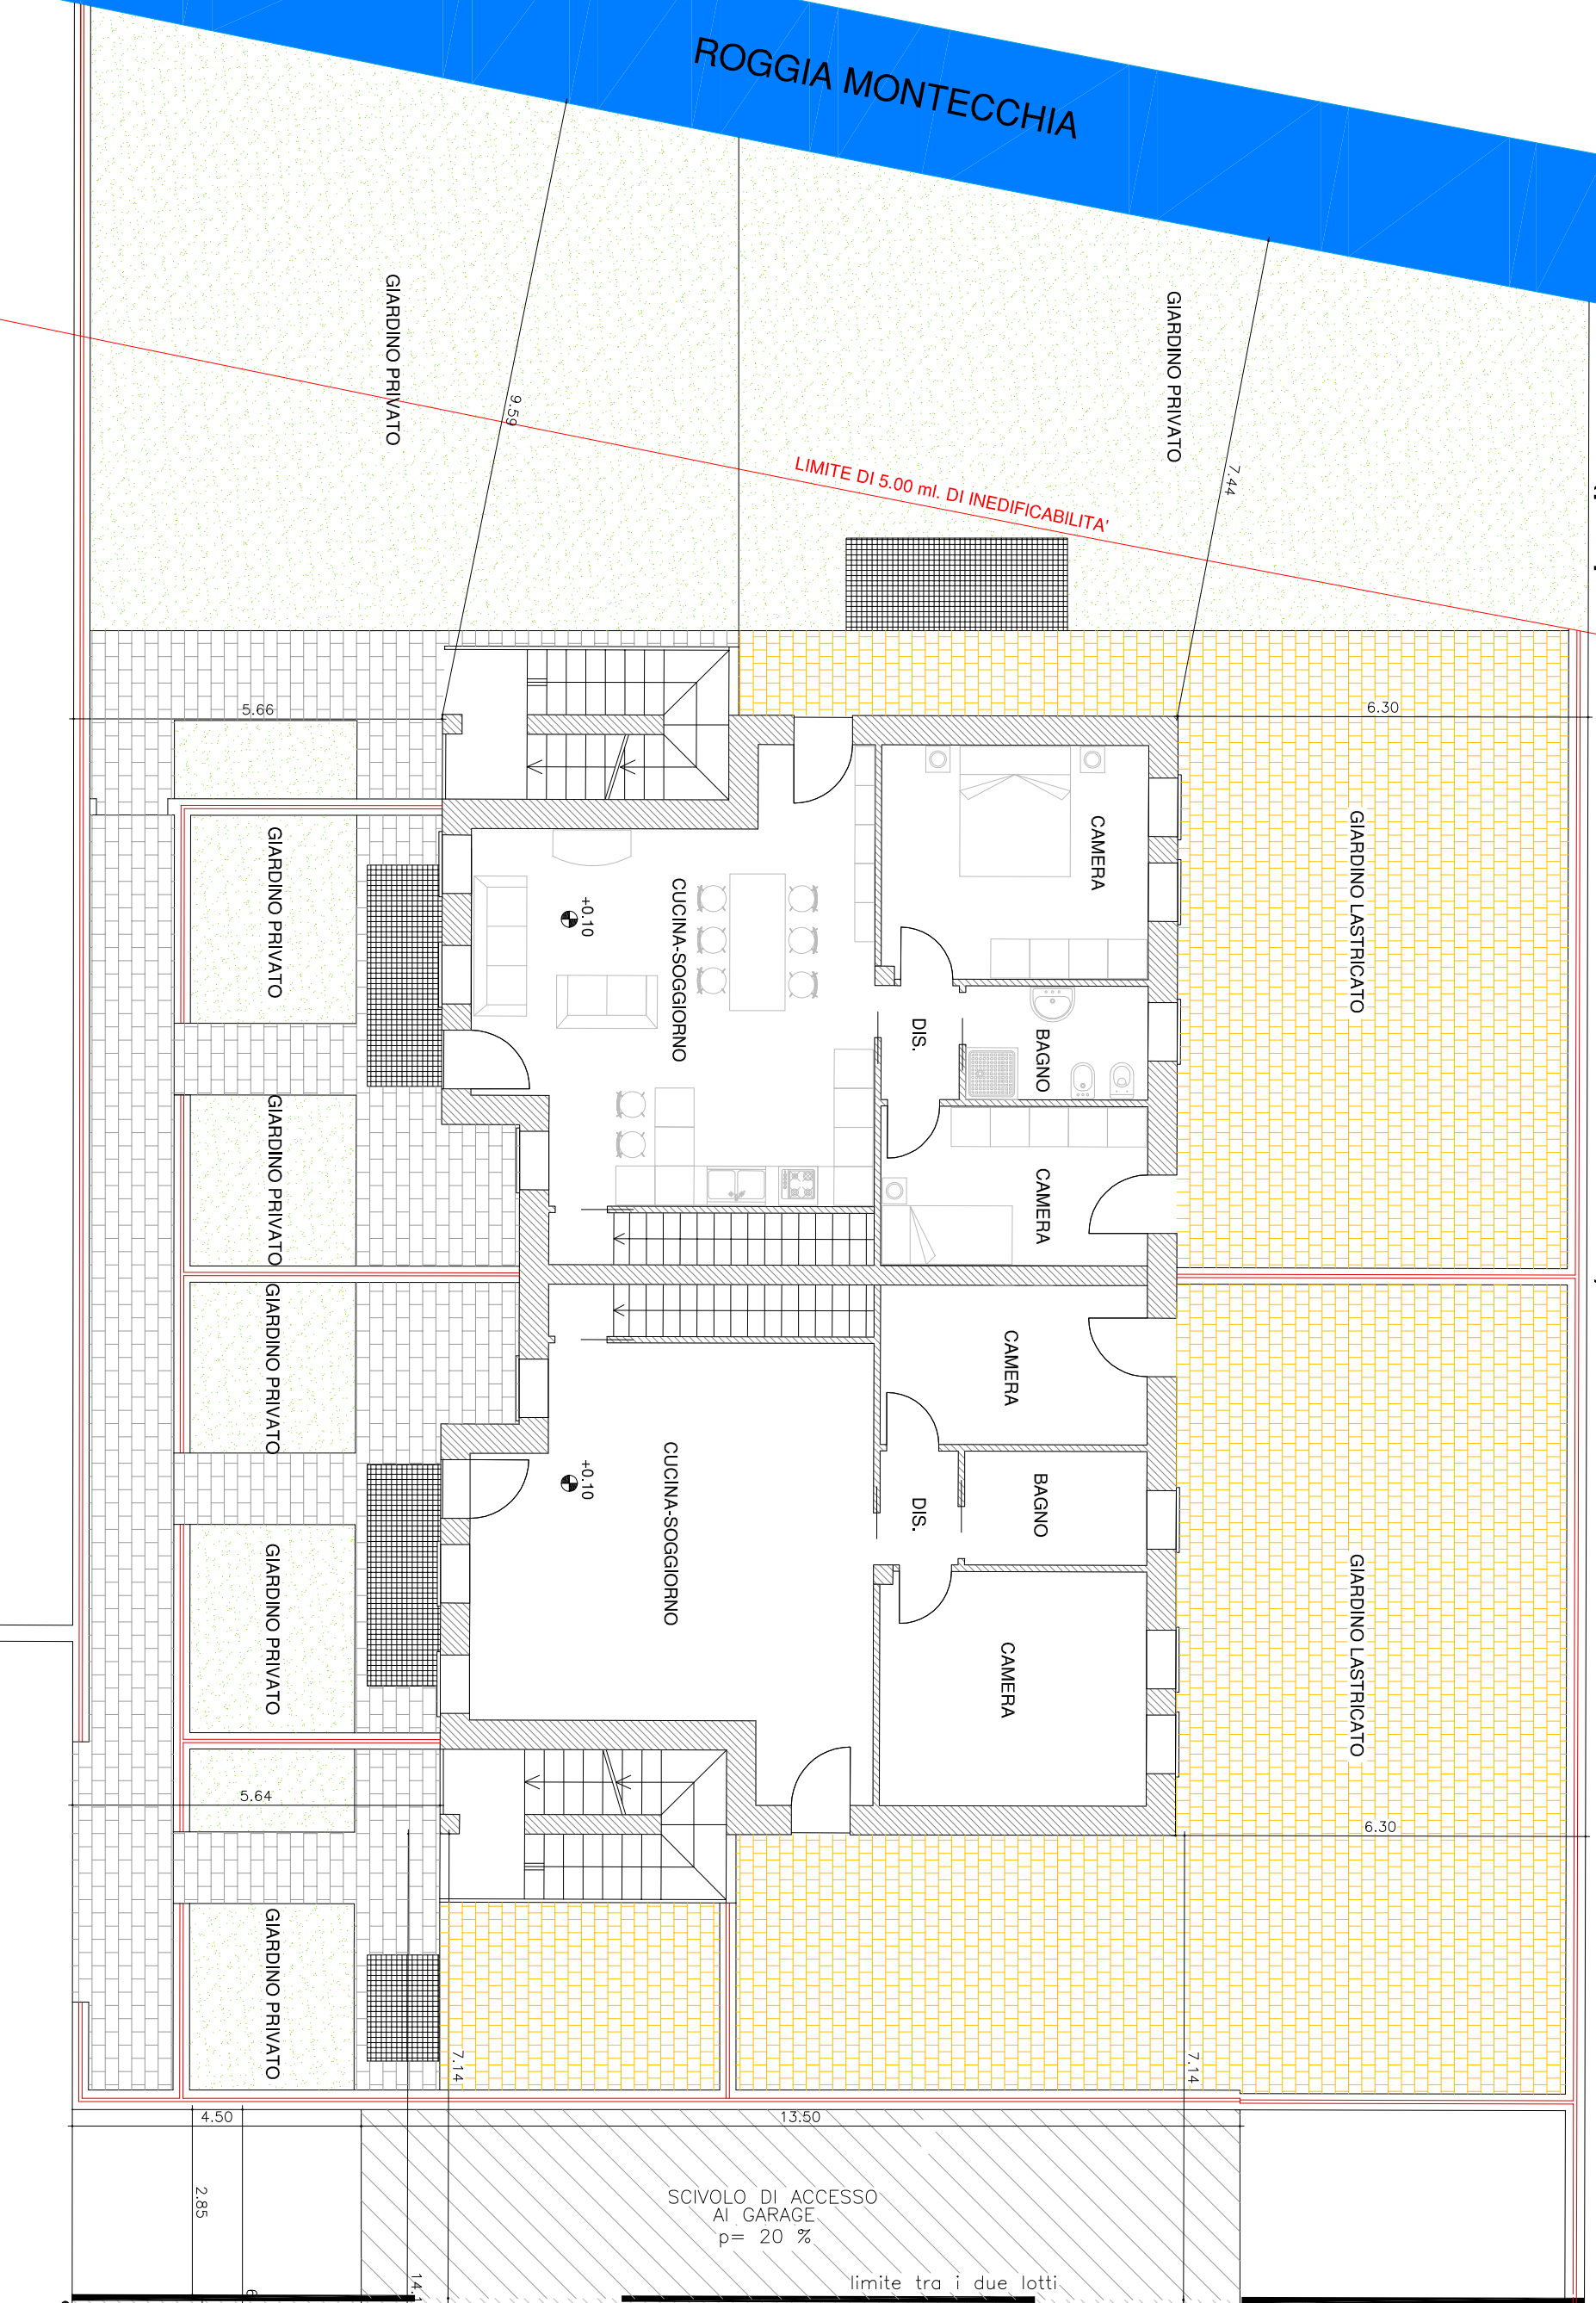 ROGGIA MONTECCHIA
GIARDINO PRIVATO
GIARDINO PRIVATO
9.59
7.44
LIMITE DI 5.00 ml. DI INEDIFICABILITA'
5.66
6.30
GIARDINO PRIVATO
+0.10
CUCINA-SOGGIORNO
CAMERA
GIARDINO LASTRICATO
DIS.
BAGNO
GIARDINO PRIVATO
CAMERA
GIARDINO PRIVATO
CAMERA
+0.10
CUCINA-SOGGIORNO
DIS.
BAGNO
GIARDINO PRIVATO
CAMERA
GIARDINO LASTRICATO
5.64
6.30
GIARDINO PRIVATO
7.14
7.14
4.50
13.50
2.85
SCIVOLO DI ACCESSO
AI GARAGE
p= 20 %
limite tra i due lotti
14.